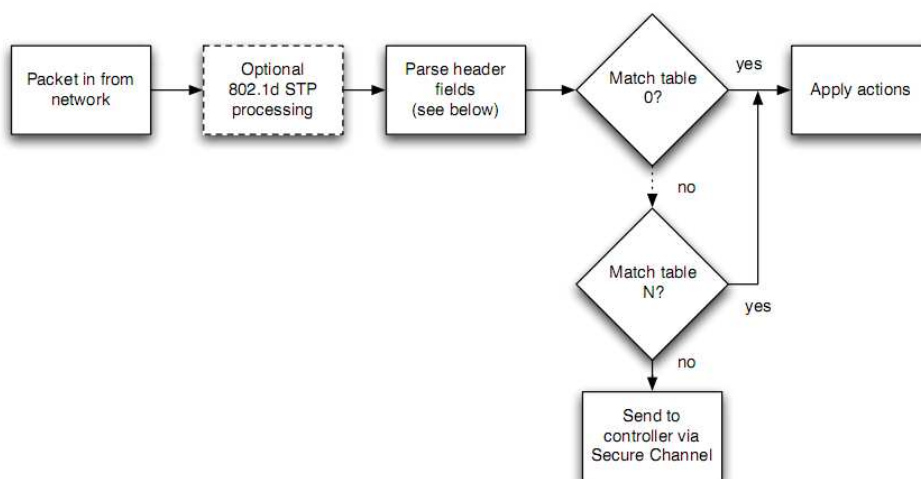 Packet in from
network
Optional
802.1d STP
processing
Parse header
fields
(see below)
Match table
0?
yes
Apply actions
no
Match table
N?
yes
no
Send to
controller via
Secure Channel